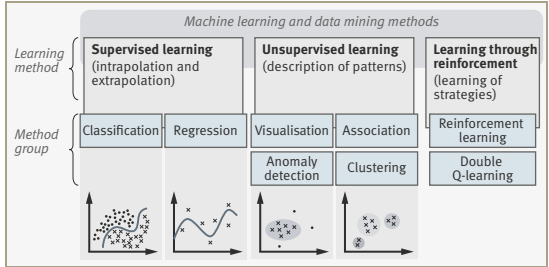 Machine learning and data mining methods
Learning
method
Supervised learning
(intrapolation and
extrapolation)
Unsupervised learning
(description of patterns)
Learning through
reinforcement
(learning of
strategies)
Method
group
Classification
Regression
Visualisation
Association
Reinforcement
learning
Anomaly
detection
Clustering
Double
Q-learning